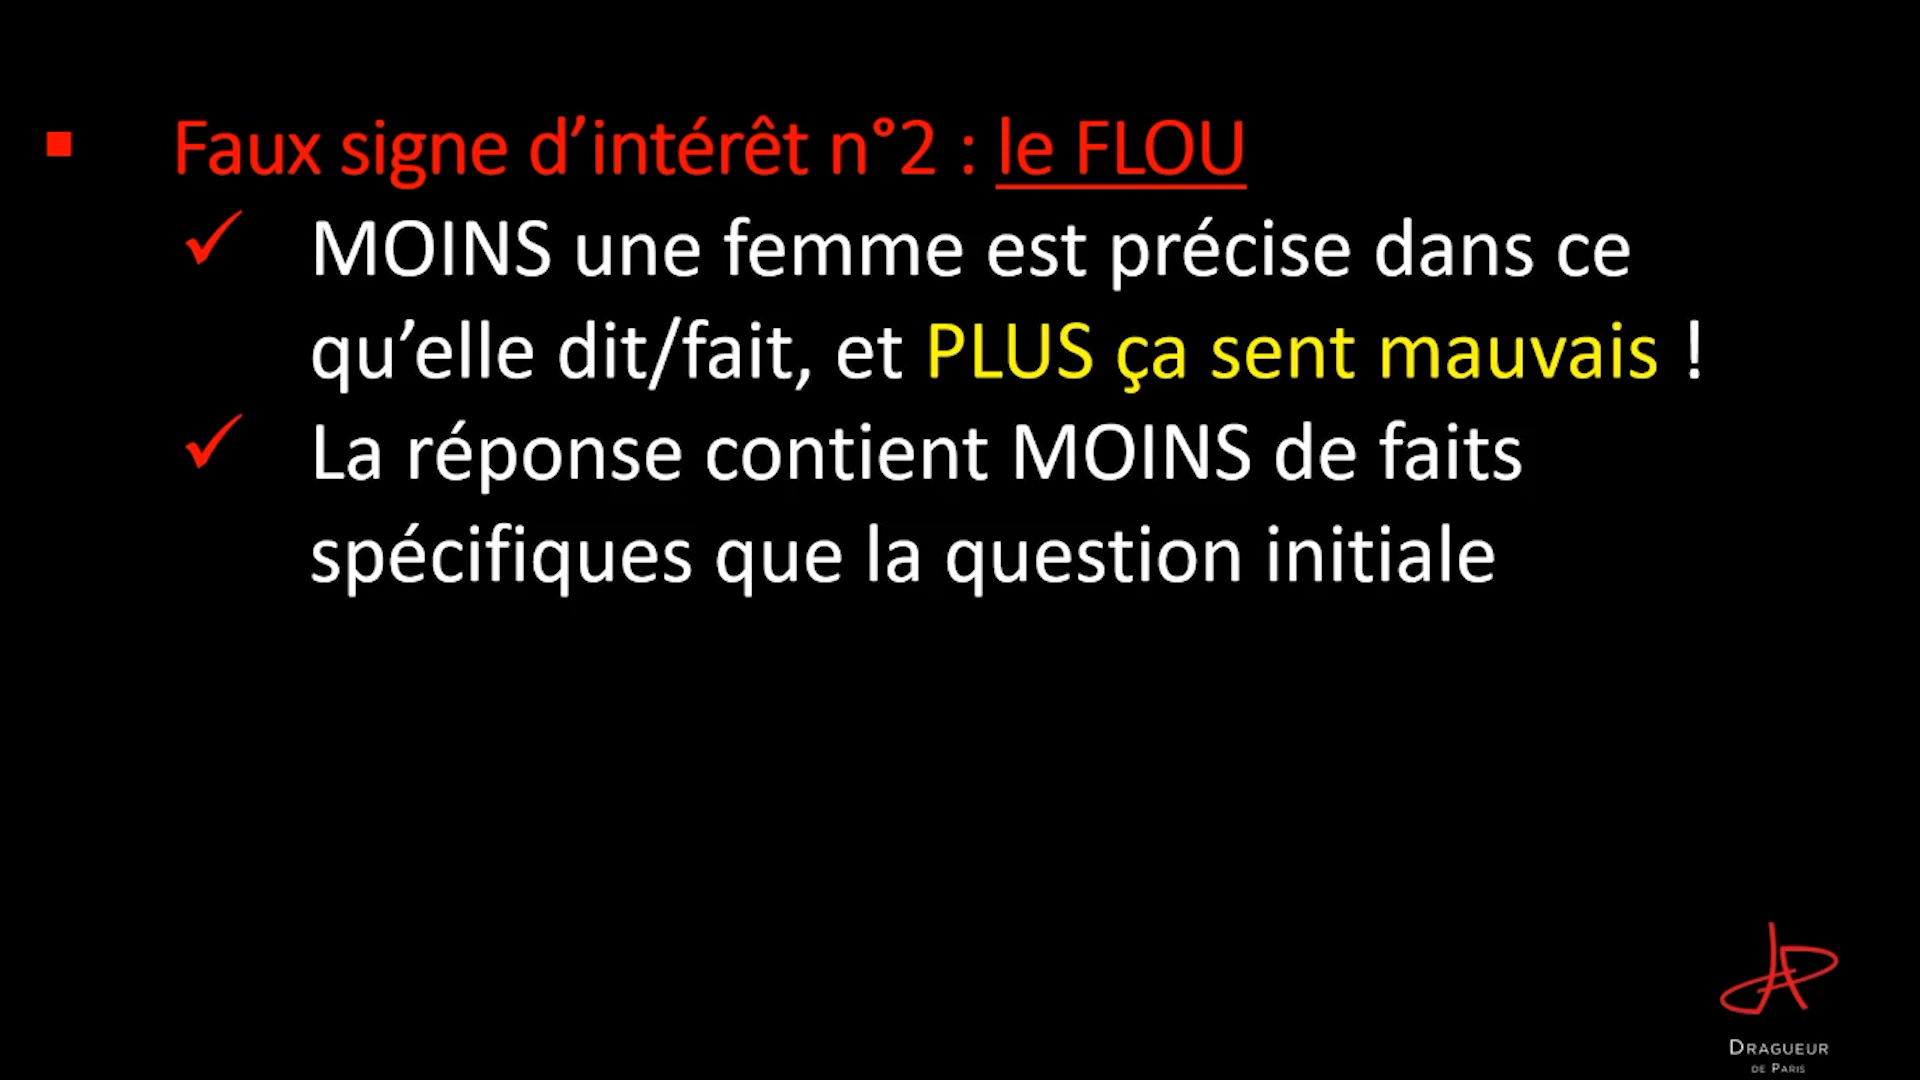 Faux signe d’intérêt n°2 : le FLOU
MOINS une femme est précise dans ce
qu’elle dit/fait, et PLUS ça sent mauvais !
La réponse contient MOINS de faits
spécifiques que la question initiale
DRAGUEUR
DE PARIS